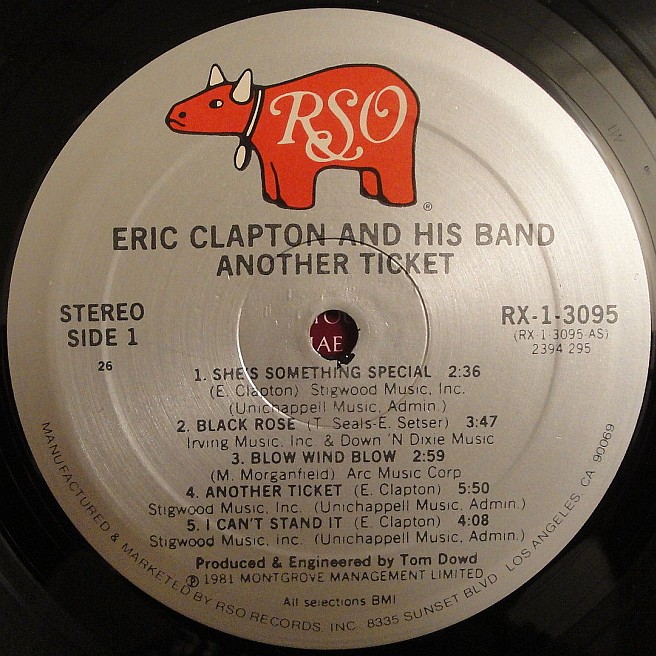 RSO
®
ERIC CLAPTON AND HIS BAND
ANOTHER TICKET
STEREO
SIDE 1
26
RX-1-3095
(RX-1-3095-AS)
2394 295
1. SHE'S SOMETHING SPECIAL 2:36
(E. Clapton) Stigwood Music, Inc.
(Unichappell Music, Admin.)
2. BLACK ROSE (T. Seals-E. Setser) 3:47
Irving Music, Inc. & Down 'N Dixie Music
3. BLOW WIND BLOW 2:59
(M. Morganfield) Arc Music Corp
4. ANOTHER TICKET (E. Clapton) 5:50
Stigwood Music, Inc. (Unichappell Music, Admin.)
5. I CAN'T STAND IT (E. Clapton) 4:08
Stigwood Music, Inc. (Unichappell Music, Admin.)
Produced & Engineered by Tom Dowd
℗ 1981 MONTGROVE MANAGEMENT LIMITED
All selections BMI
MANUFACTURED & MARKETED BY RSO RECORDS, INC. 8335 SUNSET BLVD. LOS ANGELES, CA 90069